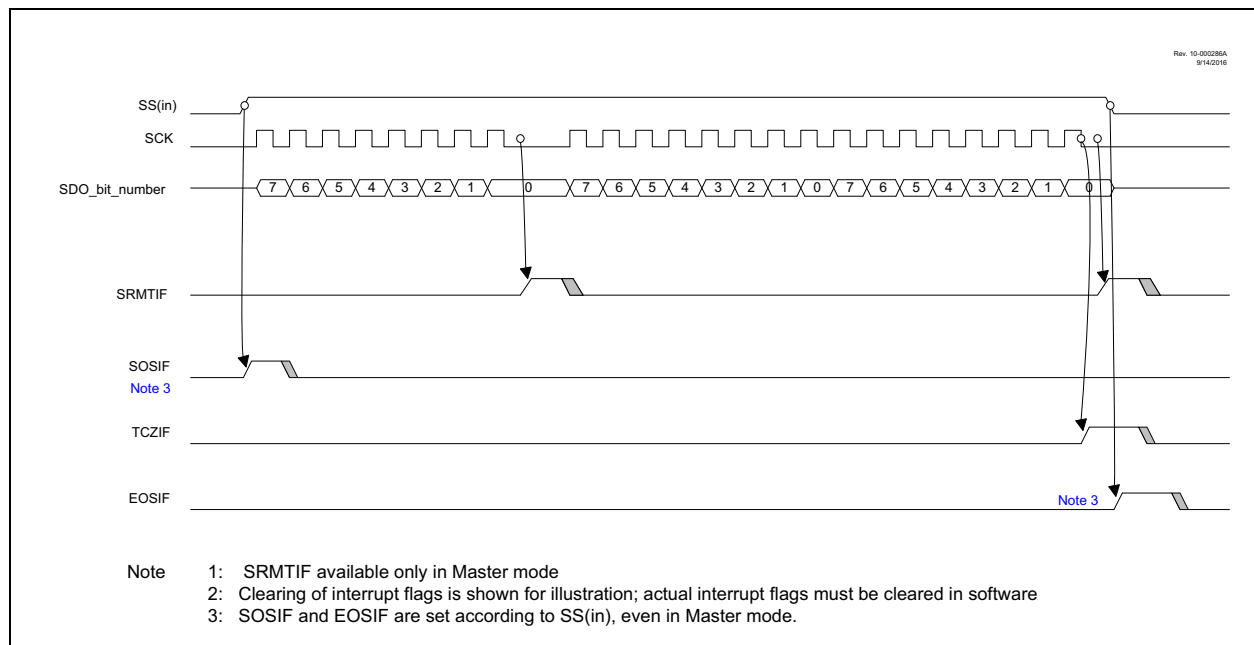 Rev. 10-000286A
9/14/2016
SS(in)
SCK
SDO_bit_number
7 6 5 4 3 2 1 0 7 6 5 4 3 2 1 0 7 6 5 4 3 2 1 0
SRMTIF
SOSIF
Note 3
TCZIF
EOSIF
Note 3
Note 1: SRMTIF available only in Master mode
2: Clearing of interrupt flags is shown for illustration; actual interrupt flags must be cleared in software
3: SOSIF and EOSIF are set according to SS(in), even in Master mode.